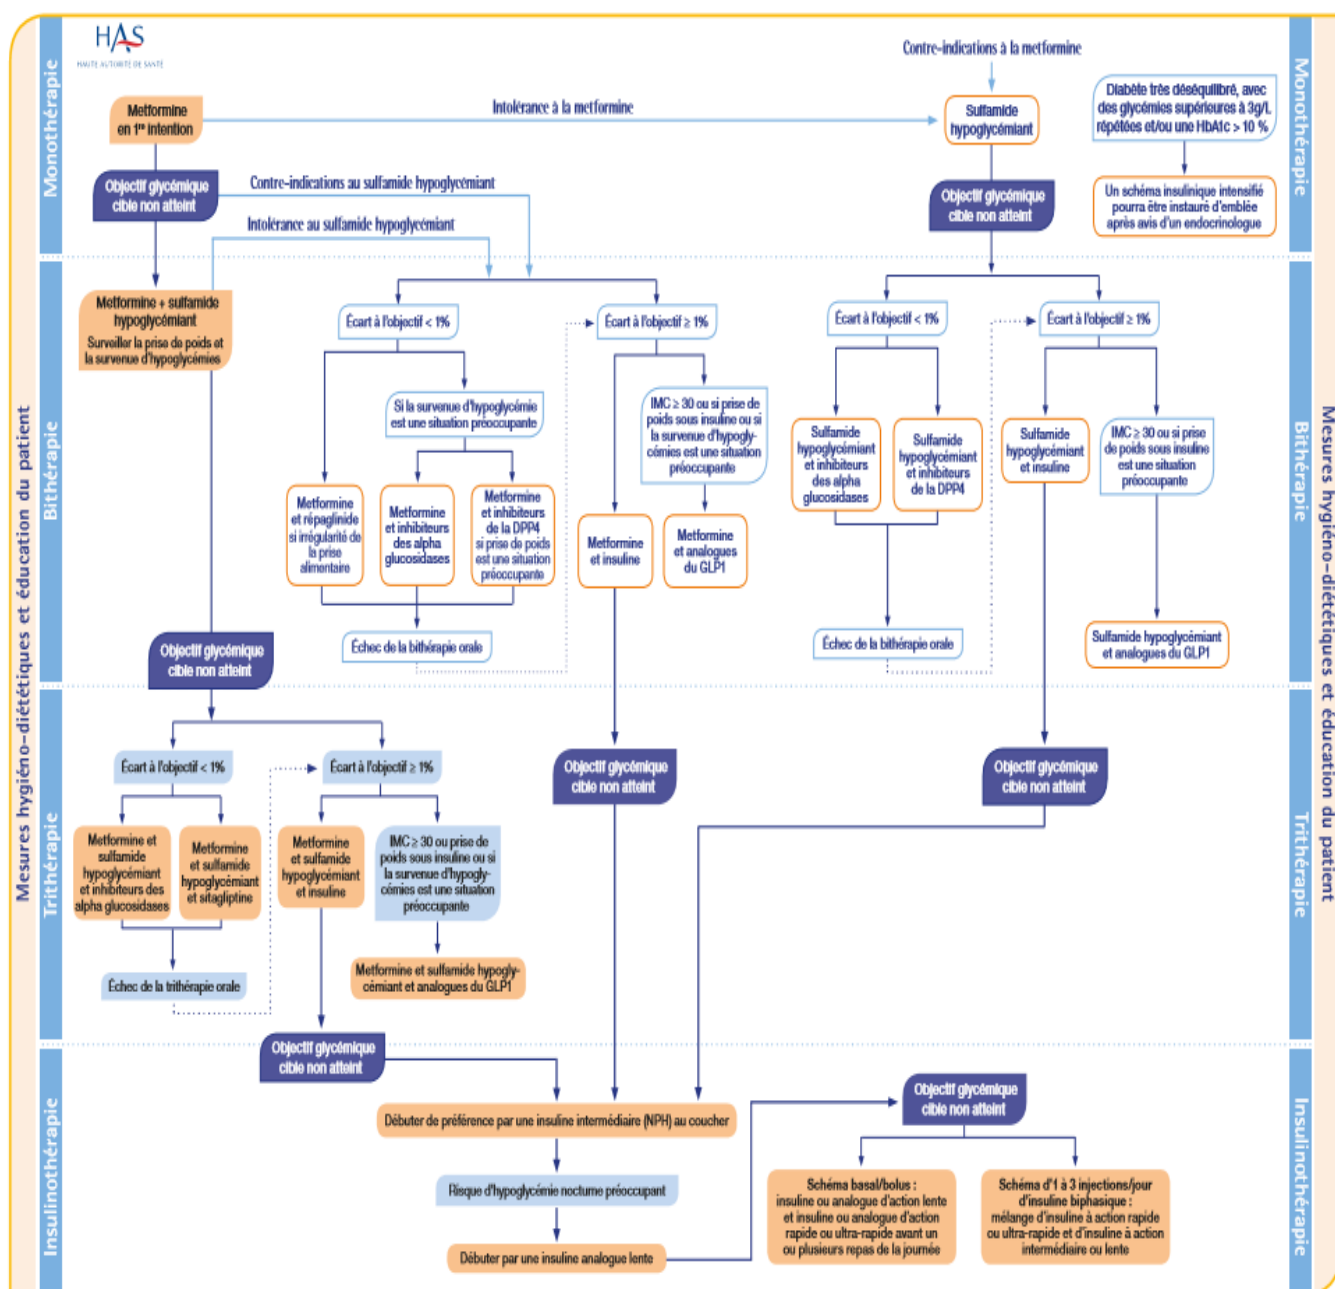 HAS
HAUTE AUTORITÉ DE SANTÉ
Mesures hygiéno-diététiques et éducation du patient
Monothérapie
Metformine
en 1re intention
Intolérance à la metformine
Contre-indications à la metformine
Sulfamide
hypoglycémiant
Diabète très déséquilibré, avec
des glycémies supérieures à 3g/L
répétées et/ou une HbA1c > 10 %
Objectif glycémique
cible non atteint
Contre-indications au sulfamide hypoglycémiant
Intolérance au sulfamide hypoglycémiant
Objectif glycémique
cible non atteint
Un schéma insulinique intensifié
pourra être instauré d'emblée
après avis d'un endocrinologue
Monothérapie
Bithérapie
Metformine + sulfamide
hypoglycémiant
Surveiller la prise de poids et
la survenue d'hypoglycémies
Écart à l'objectif < 1%
Écart à l'objectif ≥ 1%
Si la survenue d'hypoglycémie
est une situation préoccupante
IMC ≥ 30 ou si prise de
poids sous insuline ou si
la survenue d'hypogly-
cémies est une situation
préoccupante
Metformine
et répaglinide
si irrégularité de
la prise
alimentaire
Metformine
et inhibiteurs
des alpha
glucosidases
Metformine
et inhibiteurs
de la DPP4
si prise de poids
est une situation
préoccupante
Metformine
et insuline
Metformine
et analogues
du GLP1
Échec de la bithérapie orale
Écart à l'objectif < 1%
Écart à l'objectif ≥ 1%
Sulfamide
hypoglycémiant
et inhibiteurs
des alpha
glucosidases
Sulfamide
hypoglycémiant
et inhibiteurs
de la DPP4
Sulfamide
hypoglycémiant
et insuline
IMC ≥ 30 ou si prise
de poids sous insuline
est une situation
préoccupante
Échec de la bithérapie orale
Sulfamide hypoglycémiant
et analogues du GLP1
Bithérapie
Objectif glycémique
cible non atteint
Trithérapie
Écart à l'objectif < 1%
Écart à l'objectif ≥ 1%
Metformine et
sulfamide
hypoglycémiant
et inhibiteurs des
alpha glucosidases
Metformine
et sulfamide
hypoglycémiant
et sitagliptine
Metformine
et sulfamide
hypoglycémiant
et insuline
IMC ≥ 30 ou prise de
poids sous insuline ou si
la survenue d'hypogly-
cémies est une situation
préoccupante
Échec de la trithérapie orale
Metformine et sulfamide hypogly-
cémiant et analogues du GLP1
Objectif glycémique
cible non atteint
Objectif glycémique
cible non atteint
Trithérapie
Objectif glycémique
cible non atteint
Insulinothérapie
Débuter de préférence par une insuline intermédiaire (NPH) au coucher
Risque d'hypoglycémie nocturne préoccupant
Débuter par une insuline analogue lente
Objectif glycémique
cible non atteint
Schéma basal/bolus :
insuline ou analogue d'action lente
et insuline ou analogue d'action
rapide ou ultra-rapide avant un
ou plusieurs repas de la journée
Schéma d'1 à 3 injections/jour
d'insuline biphasique :
mélange d'insuline à action rapide
ou ultra-rapide et d'insuline à action
intermédiaire ou lente
Insulinothérapie
Mesures hygiéno-diététiques et éducation du patient